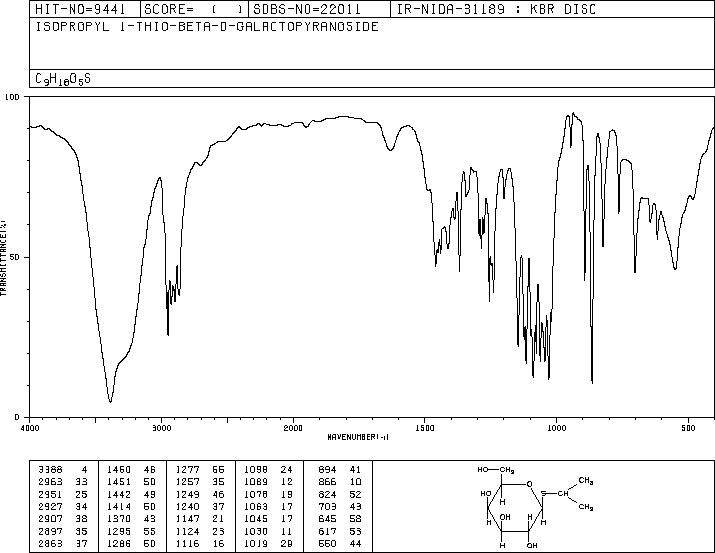 HIT-NO=9441 SCORE= ( ) SDBS-NO=22011 IR-NIDA-31189 : KBR DISC
ISOPROPYL 1-THIO-BETA-D-GALACTOPYRANOSIDE
C9H18O5S
100
50
0
TRANSMITTANCE(%)
4000 3000 2000 1500 1000 500
WAVENUMBER(-1)
3388 4 1460 46 1277 55 1098 24 894 41
2963 33 1451 50 1257 35 1089 12 866 10
2951 25 1442 49 1249 46 1078 19 824 52
2927 34 1414 50 1240 37 1063 17 703 43
2907 38 1370 43 1147 21 1045 17 645 58
2897 35 1295 55 1124 23 1030 11 617 53
2863 37 1286 50 1116 16 1019 29 550 44
HO CH2
O
HO
H
S
CH3
CH3
OH
H
H
H
H
OH